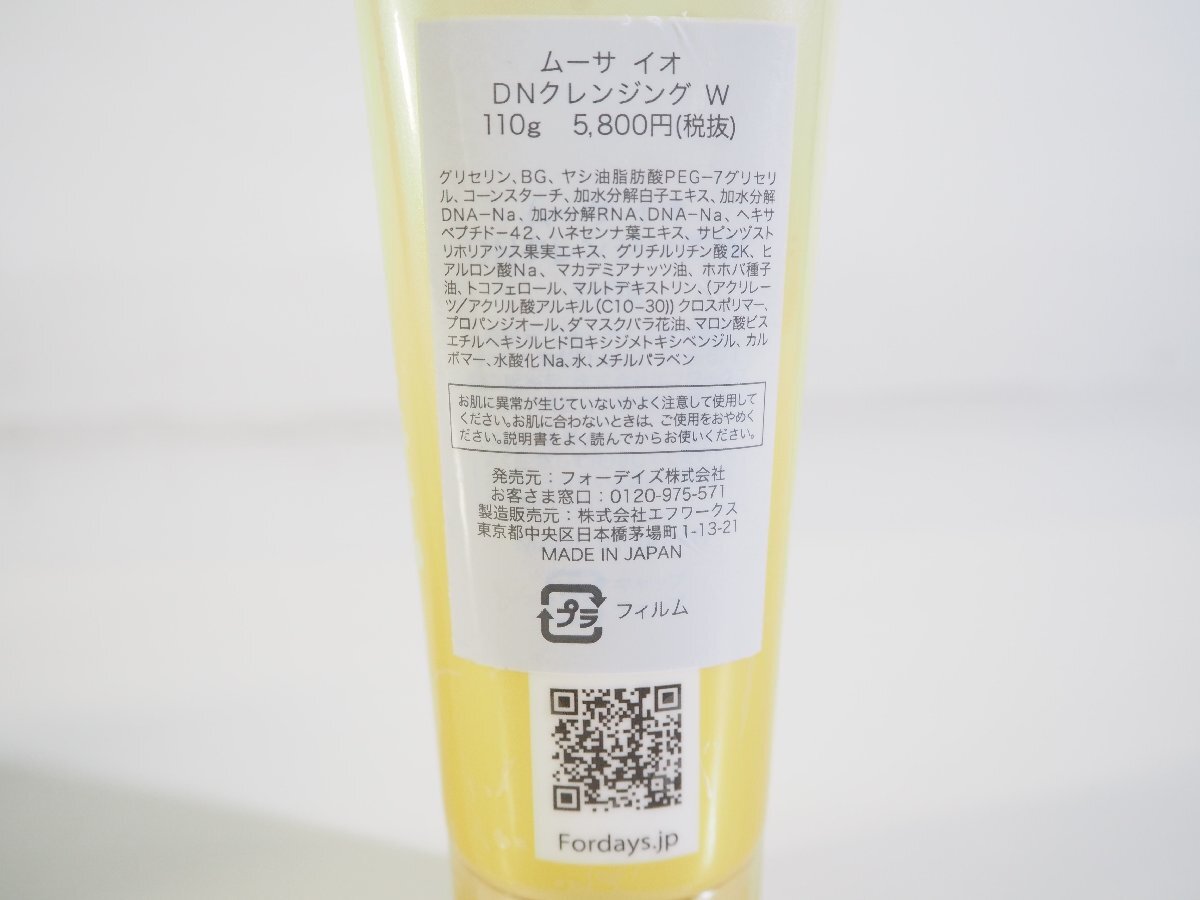 ムーサ イオ
DNクレンジング W
110g 5,800円(税抜)
グリセリン、BG、ヤシ油脂肪酸PEG-7グリセリ
ル、コーンスターチ、加水分解白子エキス、加水分解
DNA-Na、加水分解RNA、DNA-Na、ヘキサ
ペプチド-42、ハネセンナ葉エキス、サピンヅスト
リホリアツス果実エキス、グリチルリチン酸2K、ヒ
アルロン酸Na、マカデミアナッツ油、ホホバ種子
油、トコフェロール、マルトデキストリン、(アクリレー
ツ/アクリル酸アルキル(C10-30))クロスポリマー、
プロパンジオール、ダマスクバラ花油、マロン酸ビス
エチルヘキシルヒドロキシジメトキシベンジル、カル
ボマー、水酸化Na、水、メチルパラベン
お肌に異常が生じていないかよく注意して使用して
ください。お肌に合わないときは、ご使用をおやめく
ださい。説明書をよく読んでからお使いください。
発売元：フォーデイズ株式会社
お客さま窓口：0120-975-571
製造販売元：株式会社エフワークス
東京都中央区日本橋茅場町1-13-21
MADE IN JAPAN
プラ フィルム
Fordays.jp